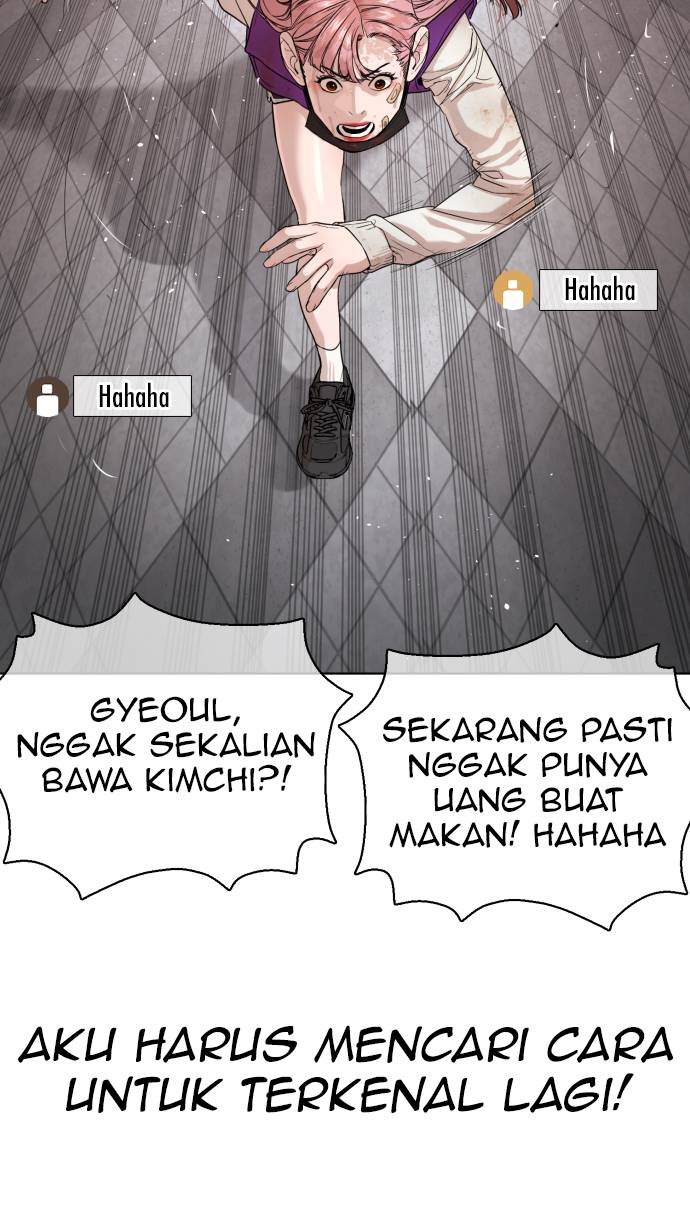 Hahaha
Hahaha
GYEOUL,
NGGAK SEKALIAN
BAWA KIMCHI?!
SEKARANG PASTI
NGGAK PUNYA
UANG BUAT
MAKAN! HAHAHA
AKU HARUS MENCARI CARA
UNTUK TERKENAL LAGI!